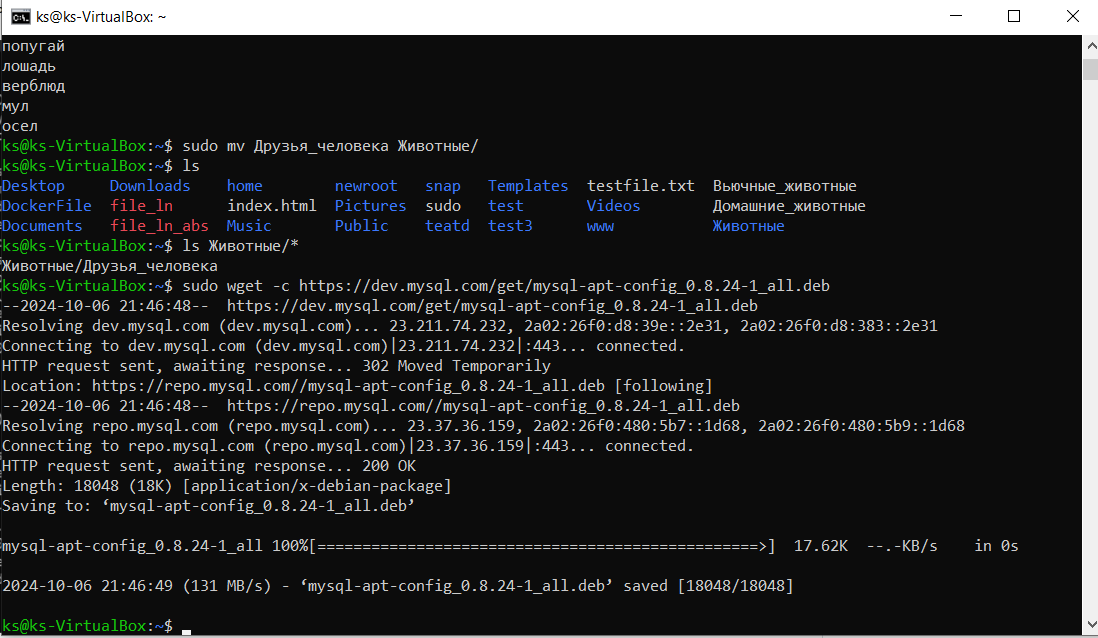 ks@ks-VirtualBox: ~
попугай
лошадь
верблюд
мул
осел
ks@ks-VirtualBox:~$ sudo mv Друзья_человека Животные/
ks@ks-VirtualBox:~$ ls
Desktop Downloads home newroot snap Templates testfile.txt Вьючные_животные
DockerFile file_ln index.html Pictures sudo test Videos Домашние_животные
Documents file_ln_abs Music Public teatd test3 www Животные
ks@ks-VirtualBox:~$ ls Животные/*
Животные/Друзья_человека
ks@ks-VirtualBox:~$ sudo wget -c https://dev.mysql.com/get/mysql-apt-config_0.8.24-1_all.deb
--2024-10-06 21:46:48-- https://dev.mysql.com/get/mysql-apt-config_0.8.24-1_all.deb
Resolving dev.mysql.com (dev.mysql.com)... 23.211.74.232, 2a02:26f0:d8:39e::2e31, 2a02:26f0:d8:383::2e31
Connecting to dev.mysql.com (dev.mysql.com)|23.211.74.232|:443... connected.
HTTP request sent, awaiting response... 302 Moved Temporarily
Location: https://repo.mysql.com//mysql-apt-config_0.8.24-1_all.deb [following]
--2024-10-06 21:46:48-- https://repo.mysql.com//mysql-apt-config_0.8.24-1_all.deb
Resolving repo.mysql.com (repo.mysql.com)... 23.37.36.159, 2a02:26f0:480:5b7::1d68, 2a02:26f0:480:5b9::1d68
Connecting to repo.mysql.com (repo.mysql.com)|23.37.36.159|:443... connected.
HTTP request sent, awaiting response... 200 OK
Length: 18048 (18K) [application/x-debian-package]
Saving to: ‘mysql-apt-config_0.8.24-1_all.deb’
mysql-apt-config_0.8.24-1_all 100%[=================================================>] 17.62K --.-KB/s in 0s
2024-10-06 21:46:49 (131 MB/s) - ‘mysql-apt-config_0.8.24-1_all.deb’ saved [18048/18048]
ks@ks-VirtualBox:~$